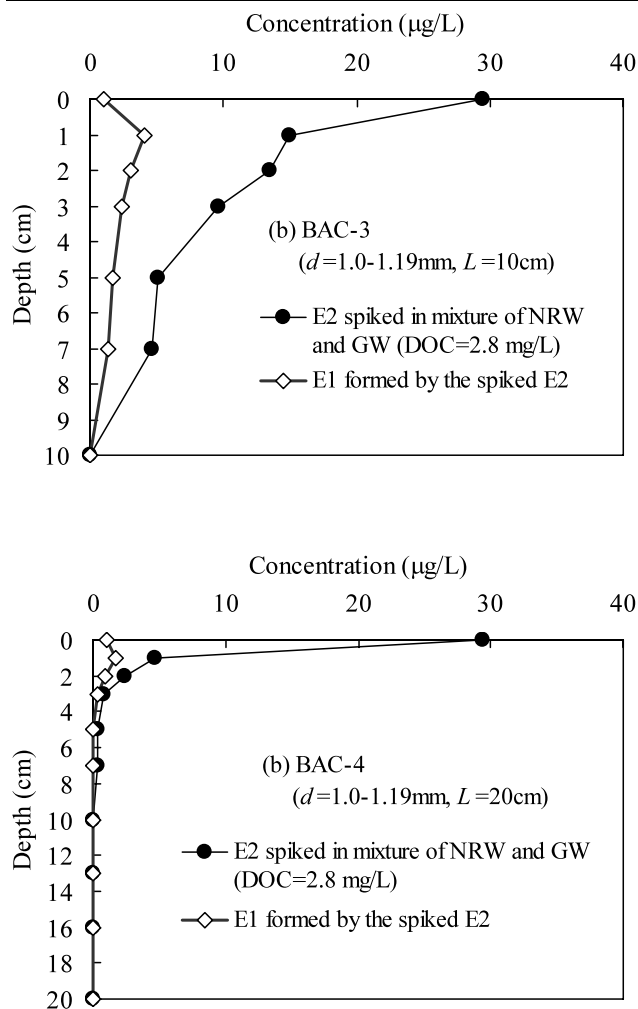 Concentration (μg/L)
0 10 20 30 40
0
1
2
3
4
5
6
7
8
9
10
Depth (cm)
(b) BAC-3
(d=1.0-1.19mm, L=10cm)
E2 spiked in mixture of NRW
and GW (DOC=2.8 mg/L)
E1 formed by the spiked E2
Concentration (μg/L)
0 10 20 30 40
0
2
4
6
8
10
12
14
16
18
20
Depth (cm)
(b) BAC-4
(d=1.0-1.19mm, L=20cm)
E2 spiked in mixture of NRW and GW
(DOC=2.8 mg/L)
E1 formed by the spiked E2